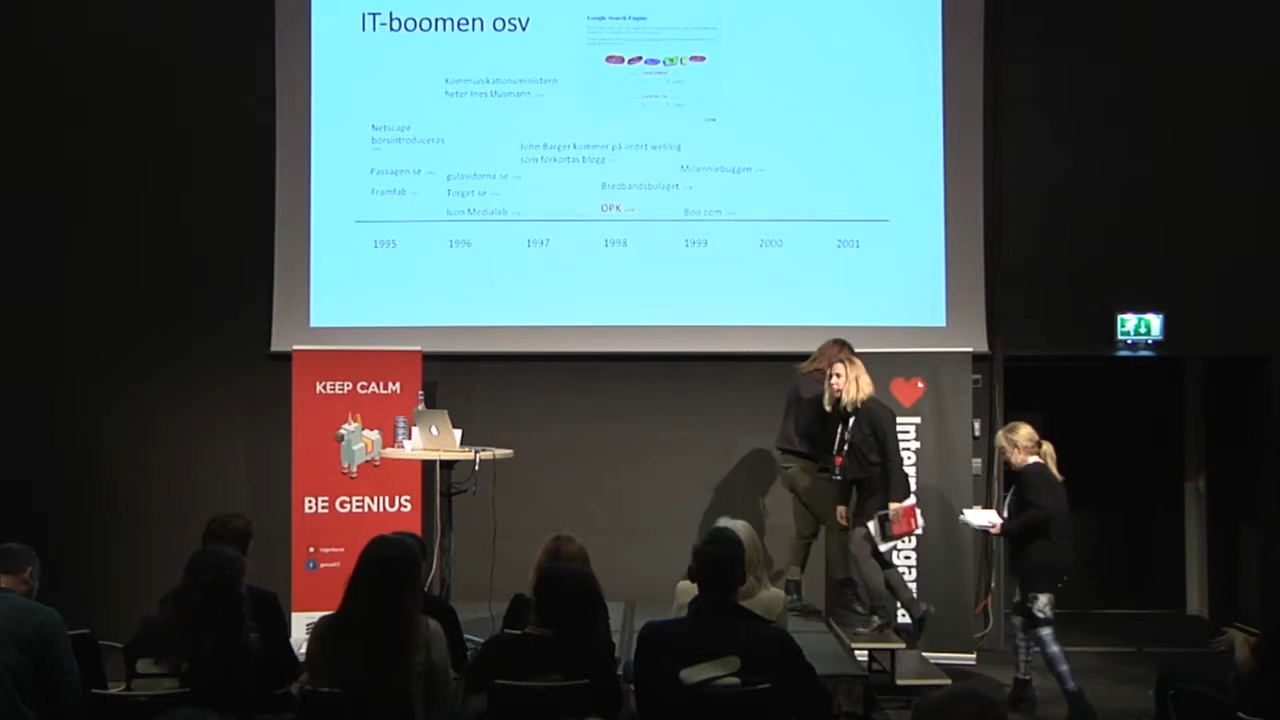 IT-boomen osv
Google Search Engine
Kommunikationsministern
heter Ines Uusmann
Netscape
börsintroduceras
John Barger kommer på ordet weblog
som förkortas blogg
Milleniebuggen
Passagen.se
gulasidorna.se
Bredbandsbolaget
Framfab
Torget.se
OPK
Icon Medialab
Boo.com
1995 1996 1997 1998 1999 2000 2001
KEEP CALM
BE GENIUS